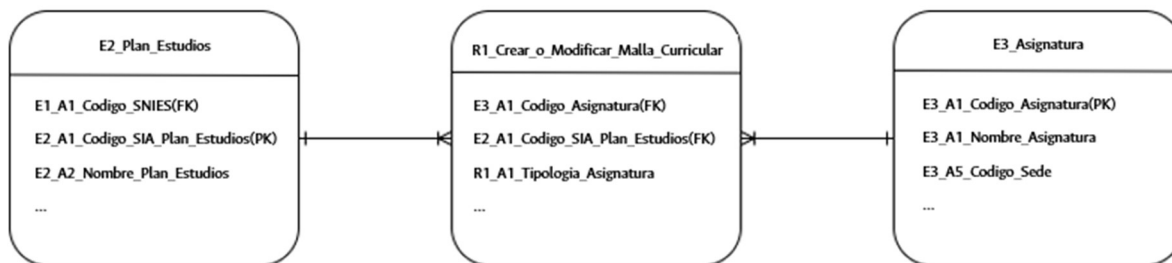 E2_Plan_Estudios
E1_A1_Codigo_SNIES(FK)
E2_A1_Codigo_SIA_Plan_Estudios(PK)
E2_A2_Nombre_Plan_Estudios
...
R1_Crear_o_Modificar_Malla_Curricular
E3_A1_Codigo_Asignatura(FK)
E2_A1_Codigo_SIA_Plan_Estudios(FK)
R1_A1_Tipologia_Asignatura
...
E3_Asignatura
E3_A1_Codigo_Asignatura(PK)
E3_A1_Nombre_Asignatura
E3_A5_Codigo_Sede
...